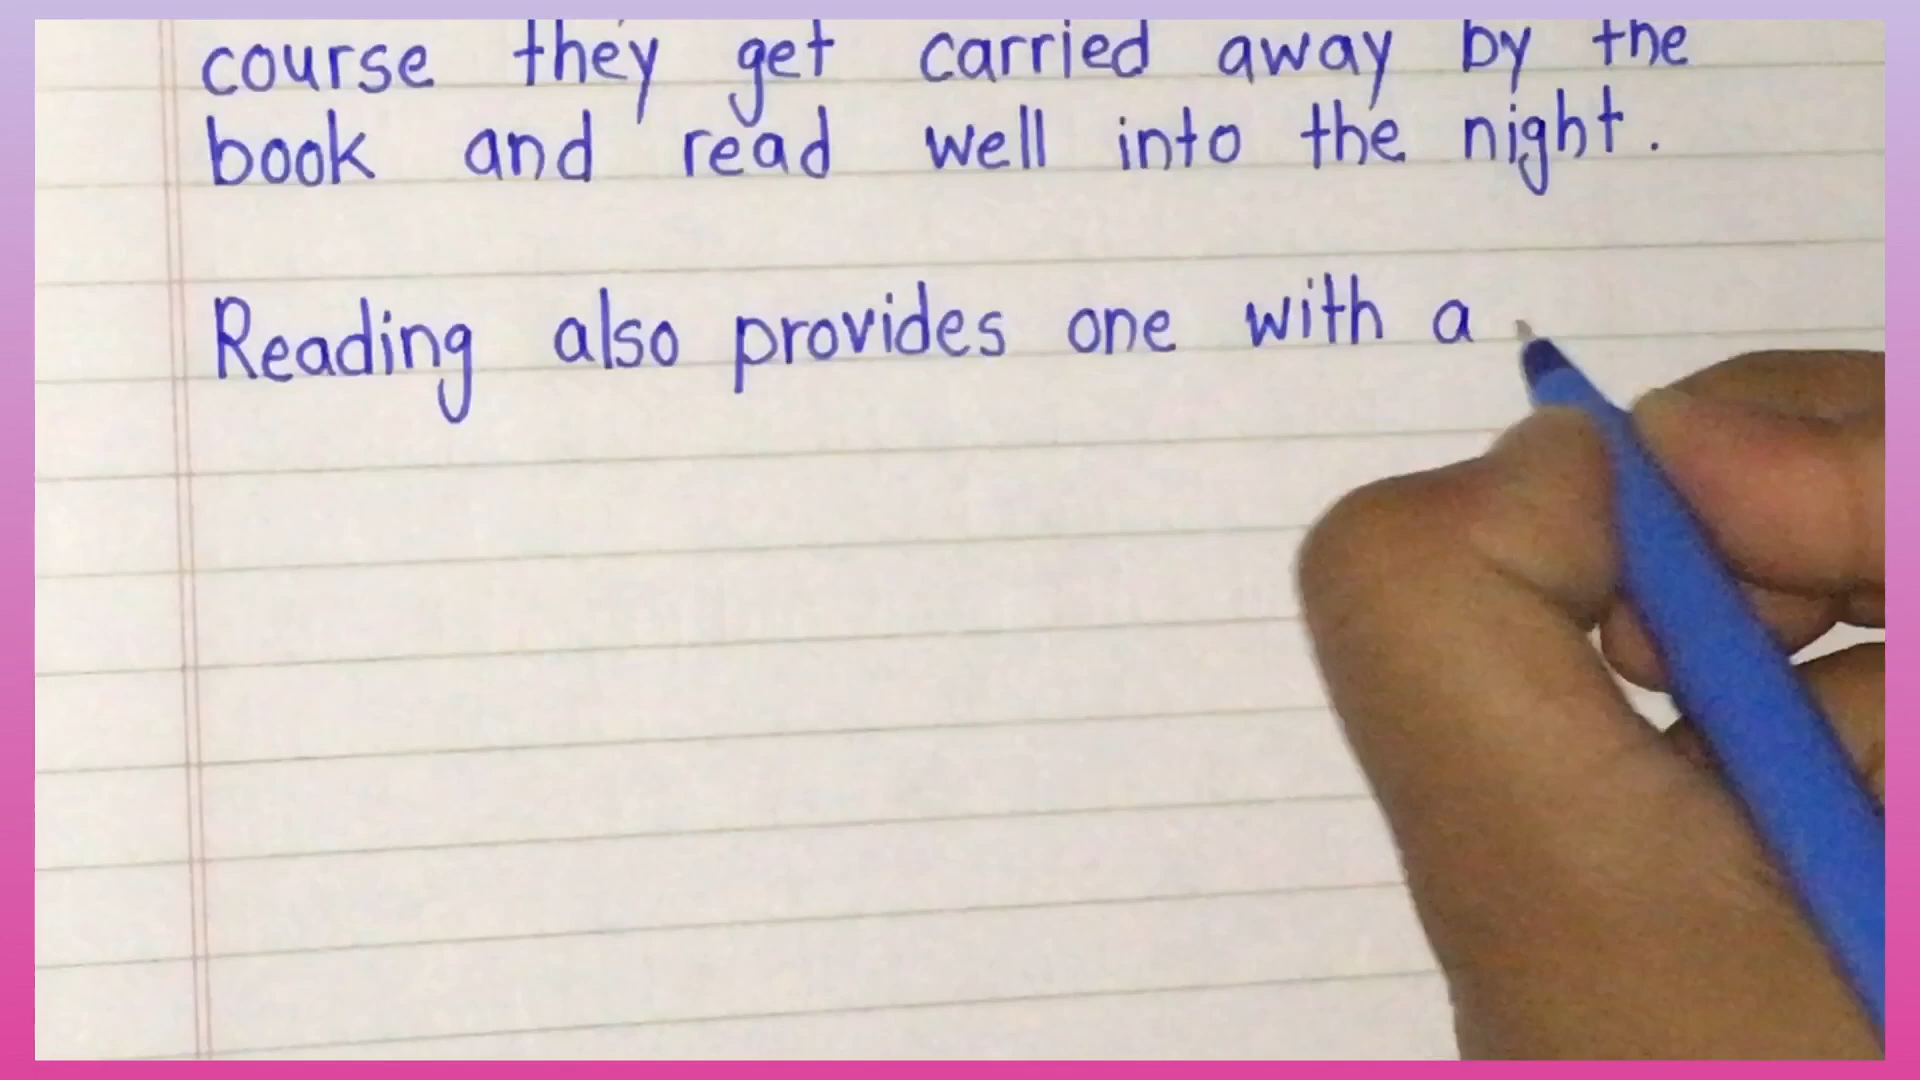 course they get carried away by the
book and read well into the night.
Reading also provides one with a